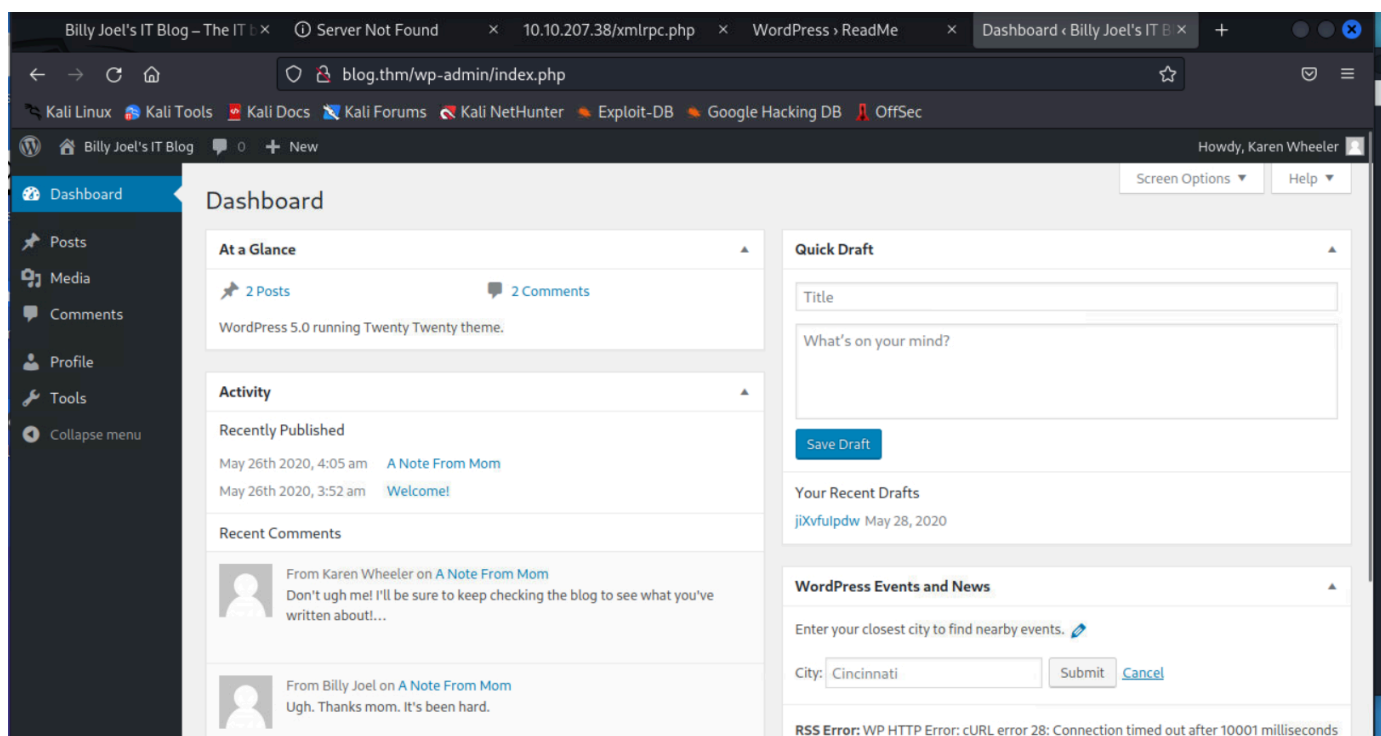 Billy Joel's IT Blog – The IT b
Server Not Found
10.10.207.38/xmlrpc.php
WordPress › ReadMe
Dashboard ‹ Billy Joel's IT B
blog.thm/wp-admin/index.php
Kali Linux Kali Tools Kali Docs Kali Forums Kali NetHunter Exploit-DB Google Hacking DB OffSec
Billy Joel's IT Blog 0 New Howdy, Karen Wheeler
Screen Options Help
Dashboard
Posts
Media
Comments
Profile
Tools
Collapse menu
Dashboard
At a Glance
2 Posts 2 Comments
WordPress 5.0 running Twenty Twenty theme.
Activity
Recently Published
May 26th 2020, 4:05 am A Note From Mom
May 26th 2020, 3:52 am Welcome!
Recent Comments
From Karen Wheeler on A Note From Mom
Don't ugh me! I'll be sure to keep checking the blog to see what you've
written about!...
From Billy Joel on A Note From Mom
Ugh. Thanks mom. It's been hard.
Quick Draft
Title
What's on your mind?
Save Draft
Your Recent Drafts
May 28, 2020
WordPress Events and News
Enter your closest city to find nearby events.
City: Cincinnati Submit Cancel
RSS Error: WP HTTP Error: cURL error 28: Connection timed out after 10001 milliseconds